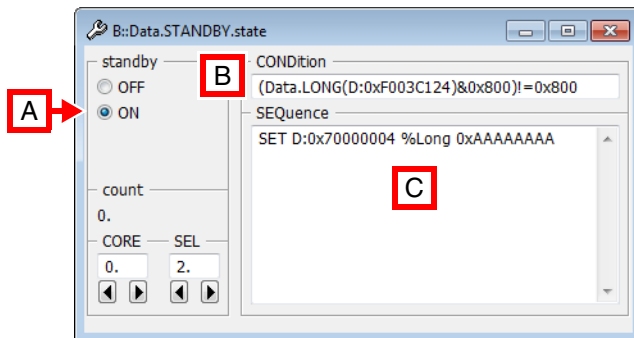 B::Data.STANDBY.state
standby
OFF
ON
A
B
CONDition
(Data.LONG(D:0xF003C124)&0x800)!=0x800
SEQuence
SET D:0x70000004 %Long 0xAAAAAAAA
C
count
0.
CORE SEL
0. 2.